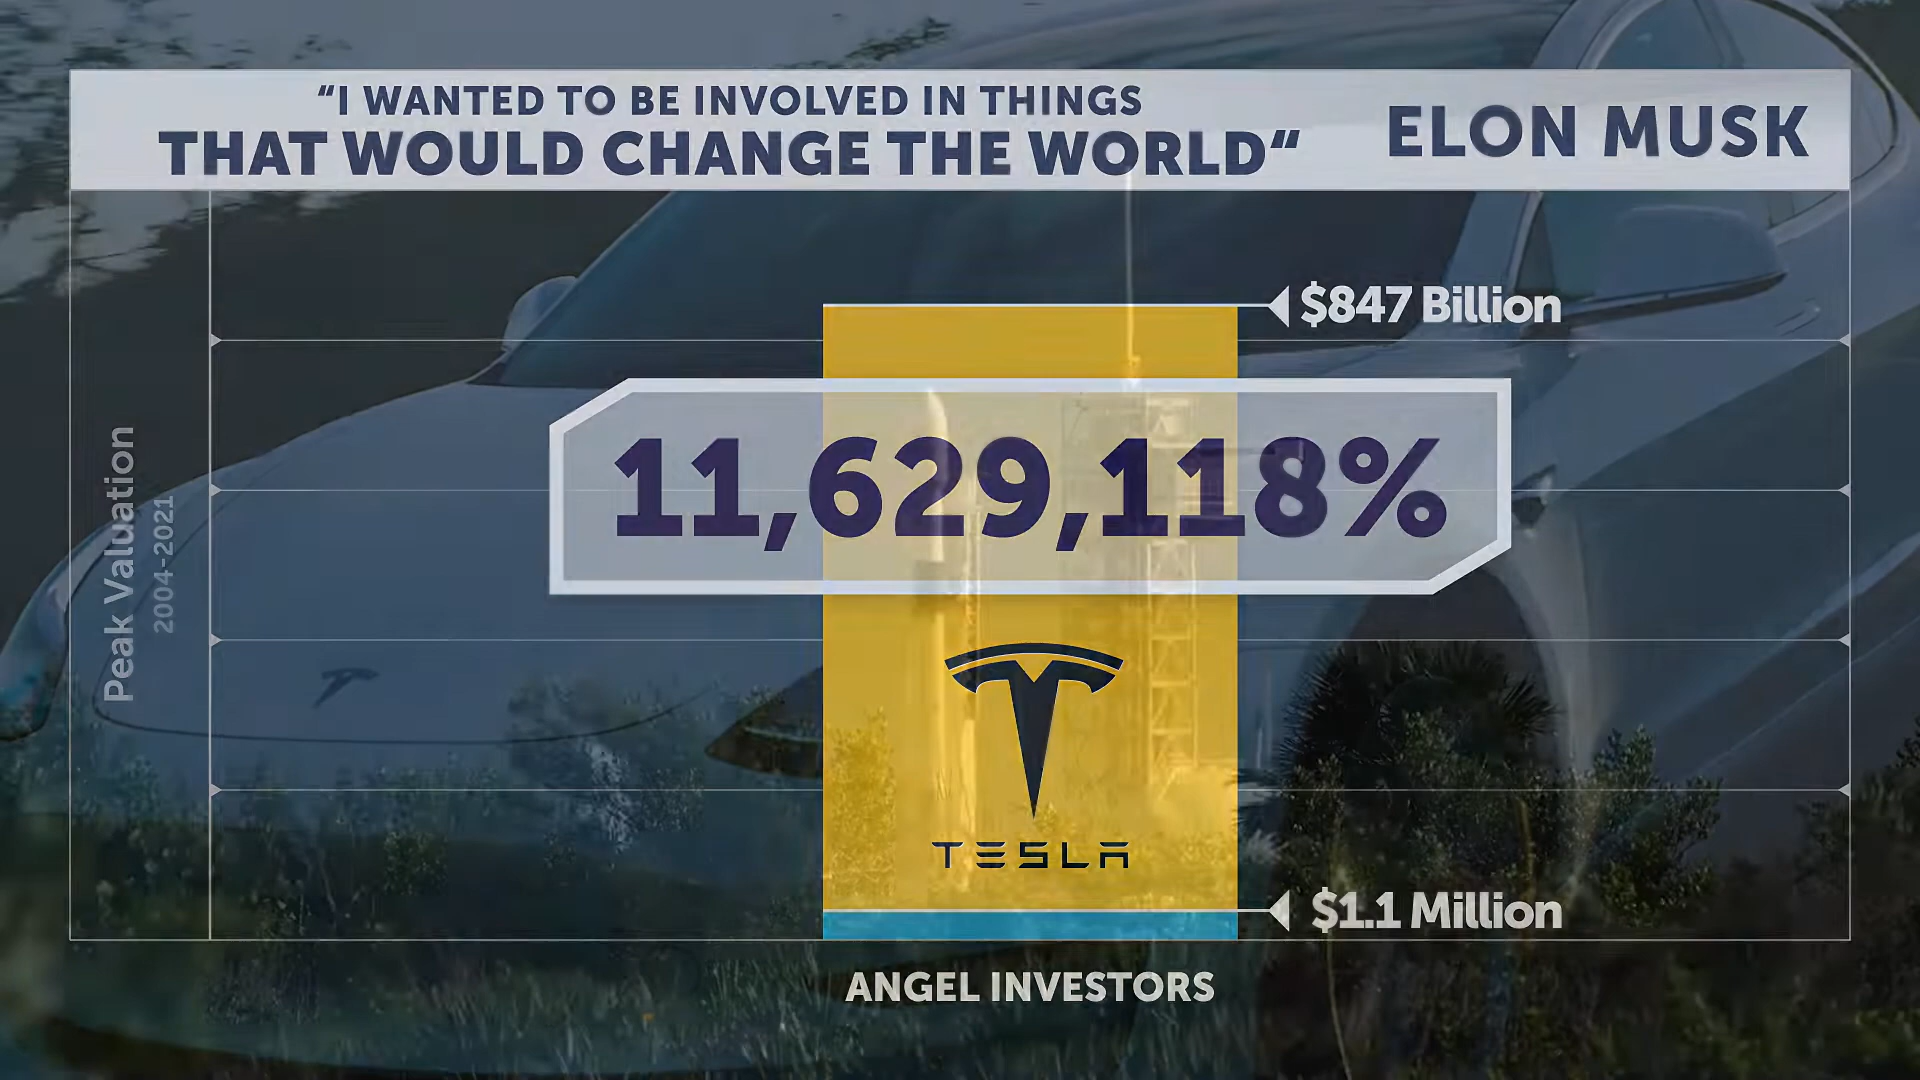 “I WANTED TO BE INVOLVED IN THINGS
THAT WOULD CHANGE THE WORLD“
ELON MUSK
$847 Billion
11,629,118%
Peak Valuation
2004-2021
TESLA
$1.1 Million
ANGEL INVESTORS